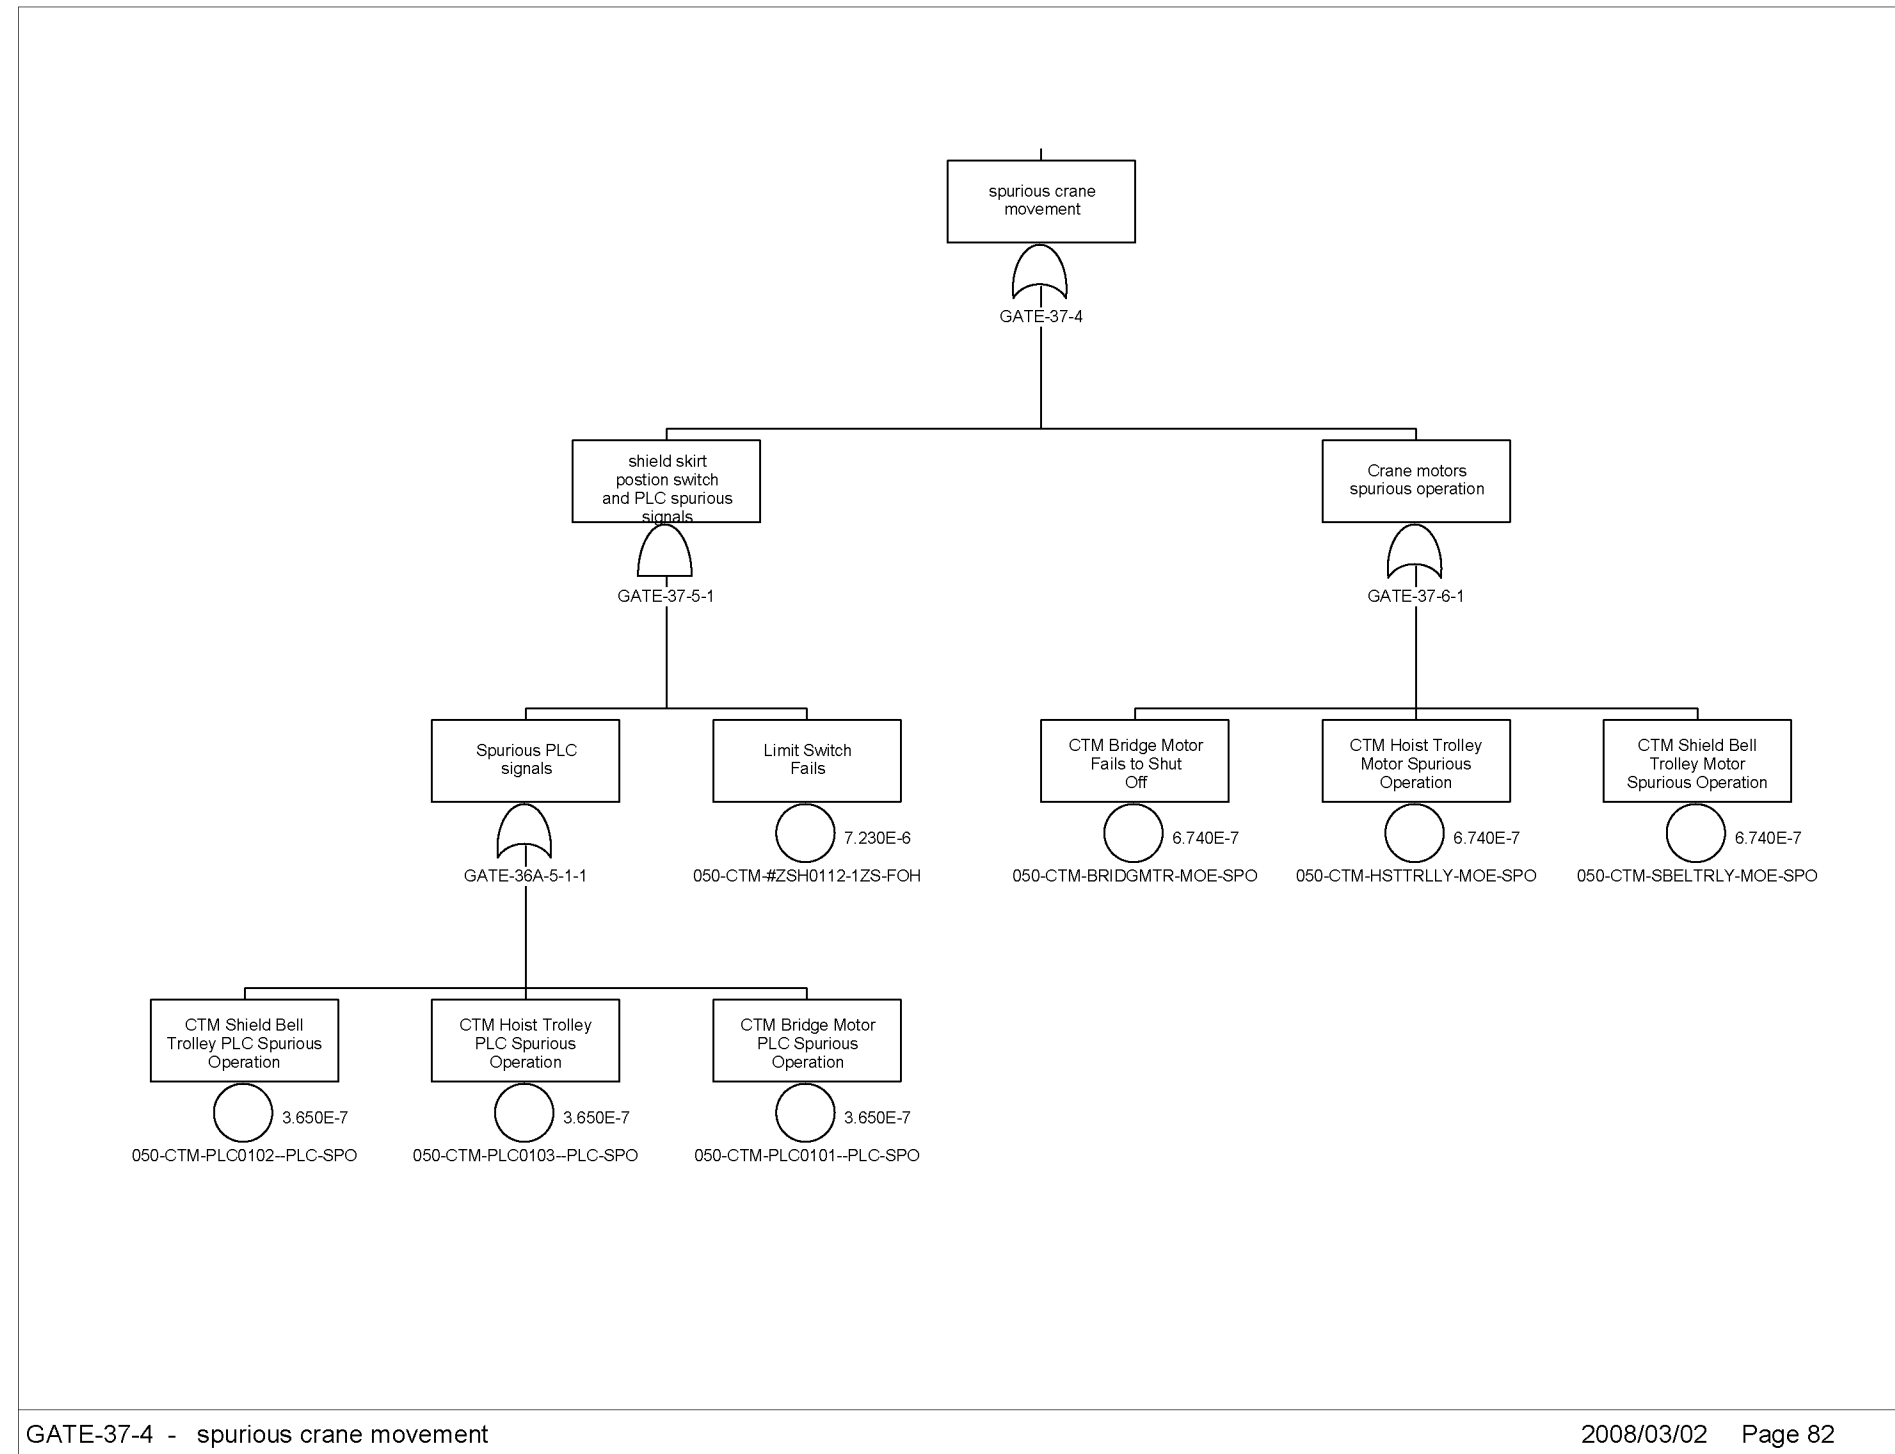 spurious crane
movement
GATE-37-4
shield skirt
postion switch
and PLC spurious
signals
GATE-37-5-1
Crane motors
spurious operation
GATE-37-6-1
Spurious PLC
signals
GATE-36A-5-1-1
Limit Switch
Fails
7.230E-6
050-CTM-#ZSH0112-1ZS-FOH
CTM Bridge Motor
Fails to Shut
Off
6.740E-7
050-CTM-BRIDGMTR-MOE-SPO
CTM Hoist Trolley
Motor Spurious
Operation
6.740E-7
050-CTM-HSTTRLLY-MOE-SPO
CTM Shield Bell
Trolley Motor
Spurious Operation
6.740E-7
050-CTM-SBELTRLY-MOE-SPO
CTM Shield Bell
Trolley PLC Spurious
Operation
3.650E-7
050-CTM-PLC0102--PLC-SPO
CTM Hoist Trolley
PLC Spurious
Operation
3.650E-7
050-CTM-PLC0103--PLC-SPO
CTM Bridge Motor
PLC Spurious
Operation
3.650E-7
050-CTM-PLC0101--PLC-SPO
GATE-37-4 - spurious crane movement
2008/03/02 Page 82